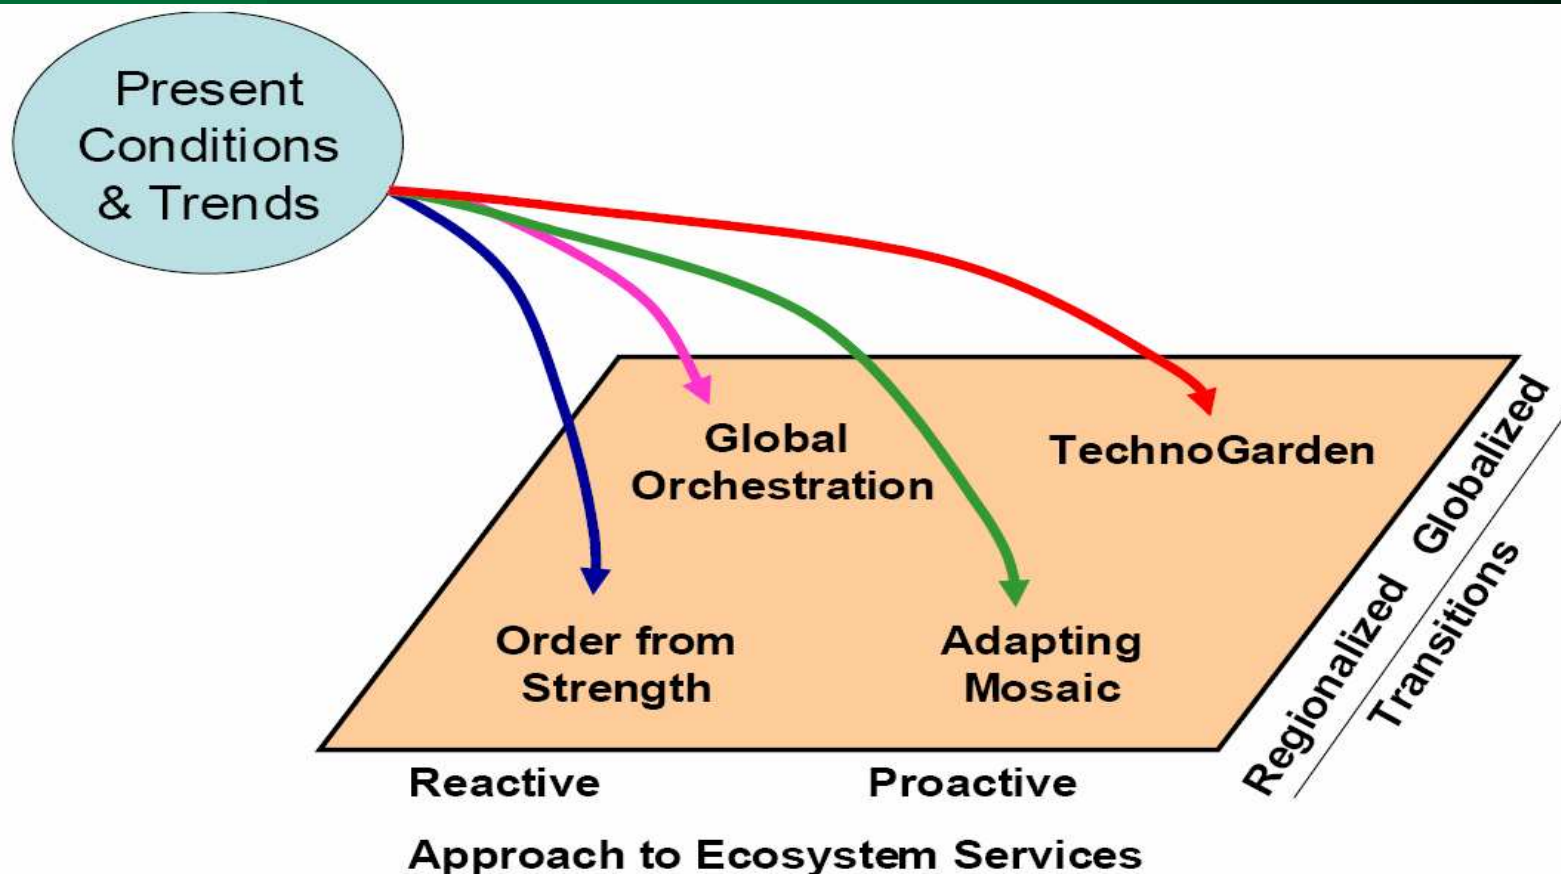 Present
Conditions
& Trends
Global
Orchestration
TechnoGarden
Order from
Strength
Adapting
Mosaic
Regionalized Globalized
Transitions
Reactive Proactive
Approach to Ecosystem Services